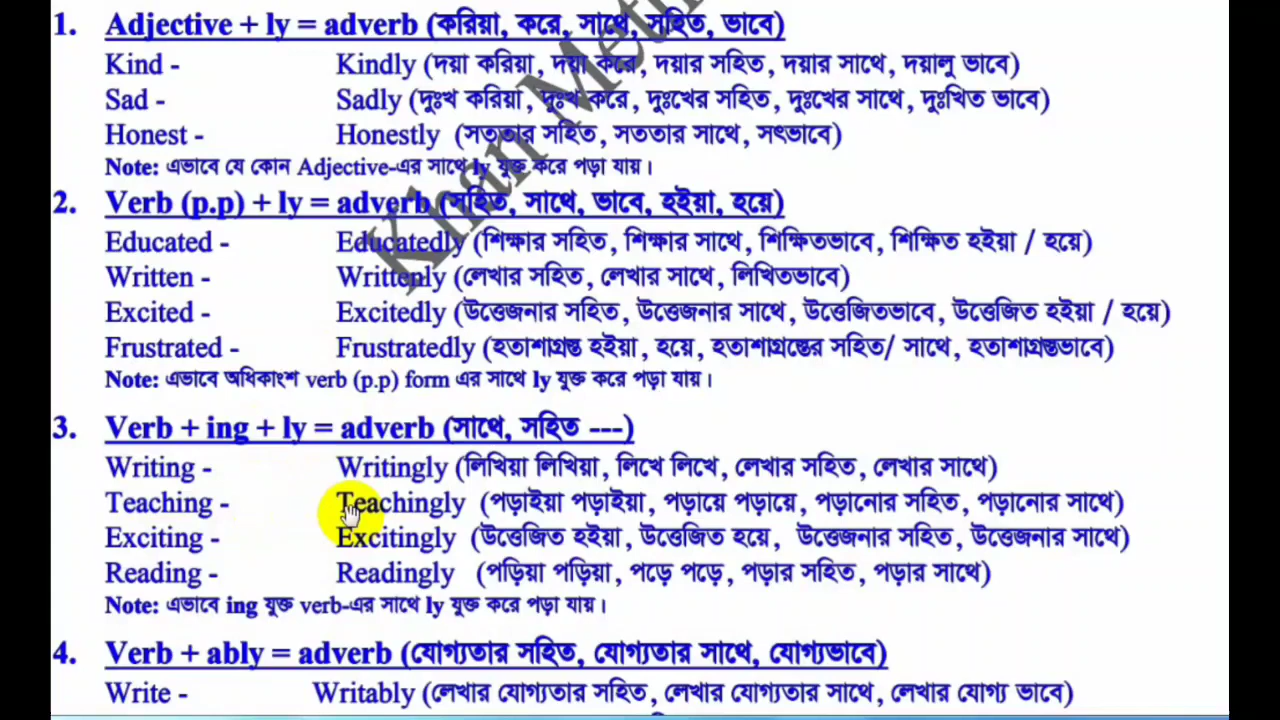 1. Adjective + ly = adverb (করিয়া, করে, সাথে, সহিত, ভাবে)
Kind - Kindly (দয়া করিয়া, দয়া করে, দয়ার সহিত, দয়ার সাথে, দয়ালু ভাবে)
Sad - Sadly (দুঃখ করিয়া, দুঃখ করে, দুঃখের সহিত, দুঃখের সাথে, দুঃখিত ভাবে)
Honest - Honestly (সততার সহিত, সততার সাথে, সৎভাবে)
Note: এভাবে যে কোন Adjective-এর সাথে ly যুক্ত করে পড়া যায়।
2. Verb (p.p) + ly = adverb (সহিত, সাথে, ভাবে, হইয়া, হয়ে)
Educated - Educatedly (শিক্ষার সহিত, শিক্ষার সাথে, শিক্ষিতভাবে, শিক্ষিত হইয়া / হয়ে)
Written - Writtenly (লেখার সহিত, লেখার সাথে, লিখিতভাবে)
Excited - Excitedly (উত্তেজনার সহিত, উত্তেজনার সাথে, উত্তেজিতভাবে, উত্তেজিত হইয়া / হয়ে)
Frustrated - Frustratedly (হতাশাগ্রস্ত হইয়া, হয়ে, হতাশাগ্রস্তের সহিত/ সাথে, হতাশাগ্রস্তভাবে)
Note: এভাবে অধিকাংশ verb (p.p) form এর সাথে ly যুক্ত করে পড়া যায়।
3. Verb + ing + ly = adverb (সাথে, সহিত ---)
Writing - Writingly (লিখিয়া লিখিয়া, লিখে লিখে, লেখার সহিত, লেখার সাথে)
Teaching - Teachingly (পড়াইয়া পড়াইয়া, পড়ায়ে পড়ায়ে, পড়ানোর সহিত, পড়ানোর সাথে)
Exciting - Excitingly (উত্তেজিত হইয়া, উত্তেজিত হয়ে, উত্তেজনার সহিত, উত্তেজনার সাথে)
Reading - Readingly (পড়িয়া পড়িয়া, পড়ে পড়ে, পড়ার সহিত, পড়ার সাথে)
Note: এভাবে ing যুক্ত verb-এর সাথে ly যুক্ত করে পড়া যায়।
4. Verb + ably = adverb (যোগ্যতার সহিত, যোগ্যতার সাথে, যোগ্যভাবে)
Write - Writably (লেখার যোগ্যতার সহিত, লেখার যোগ্যতার সাথে, লেখার যোগ্য ভাবে)
Khan